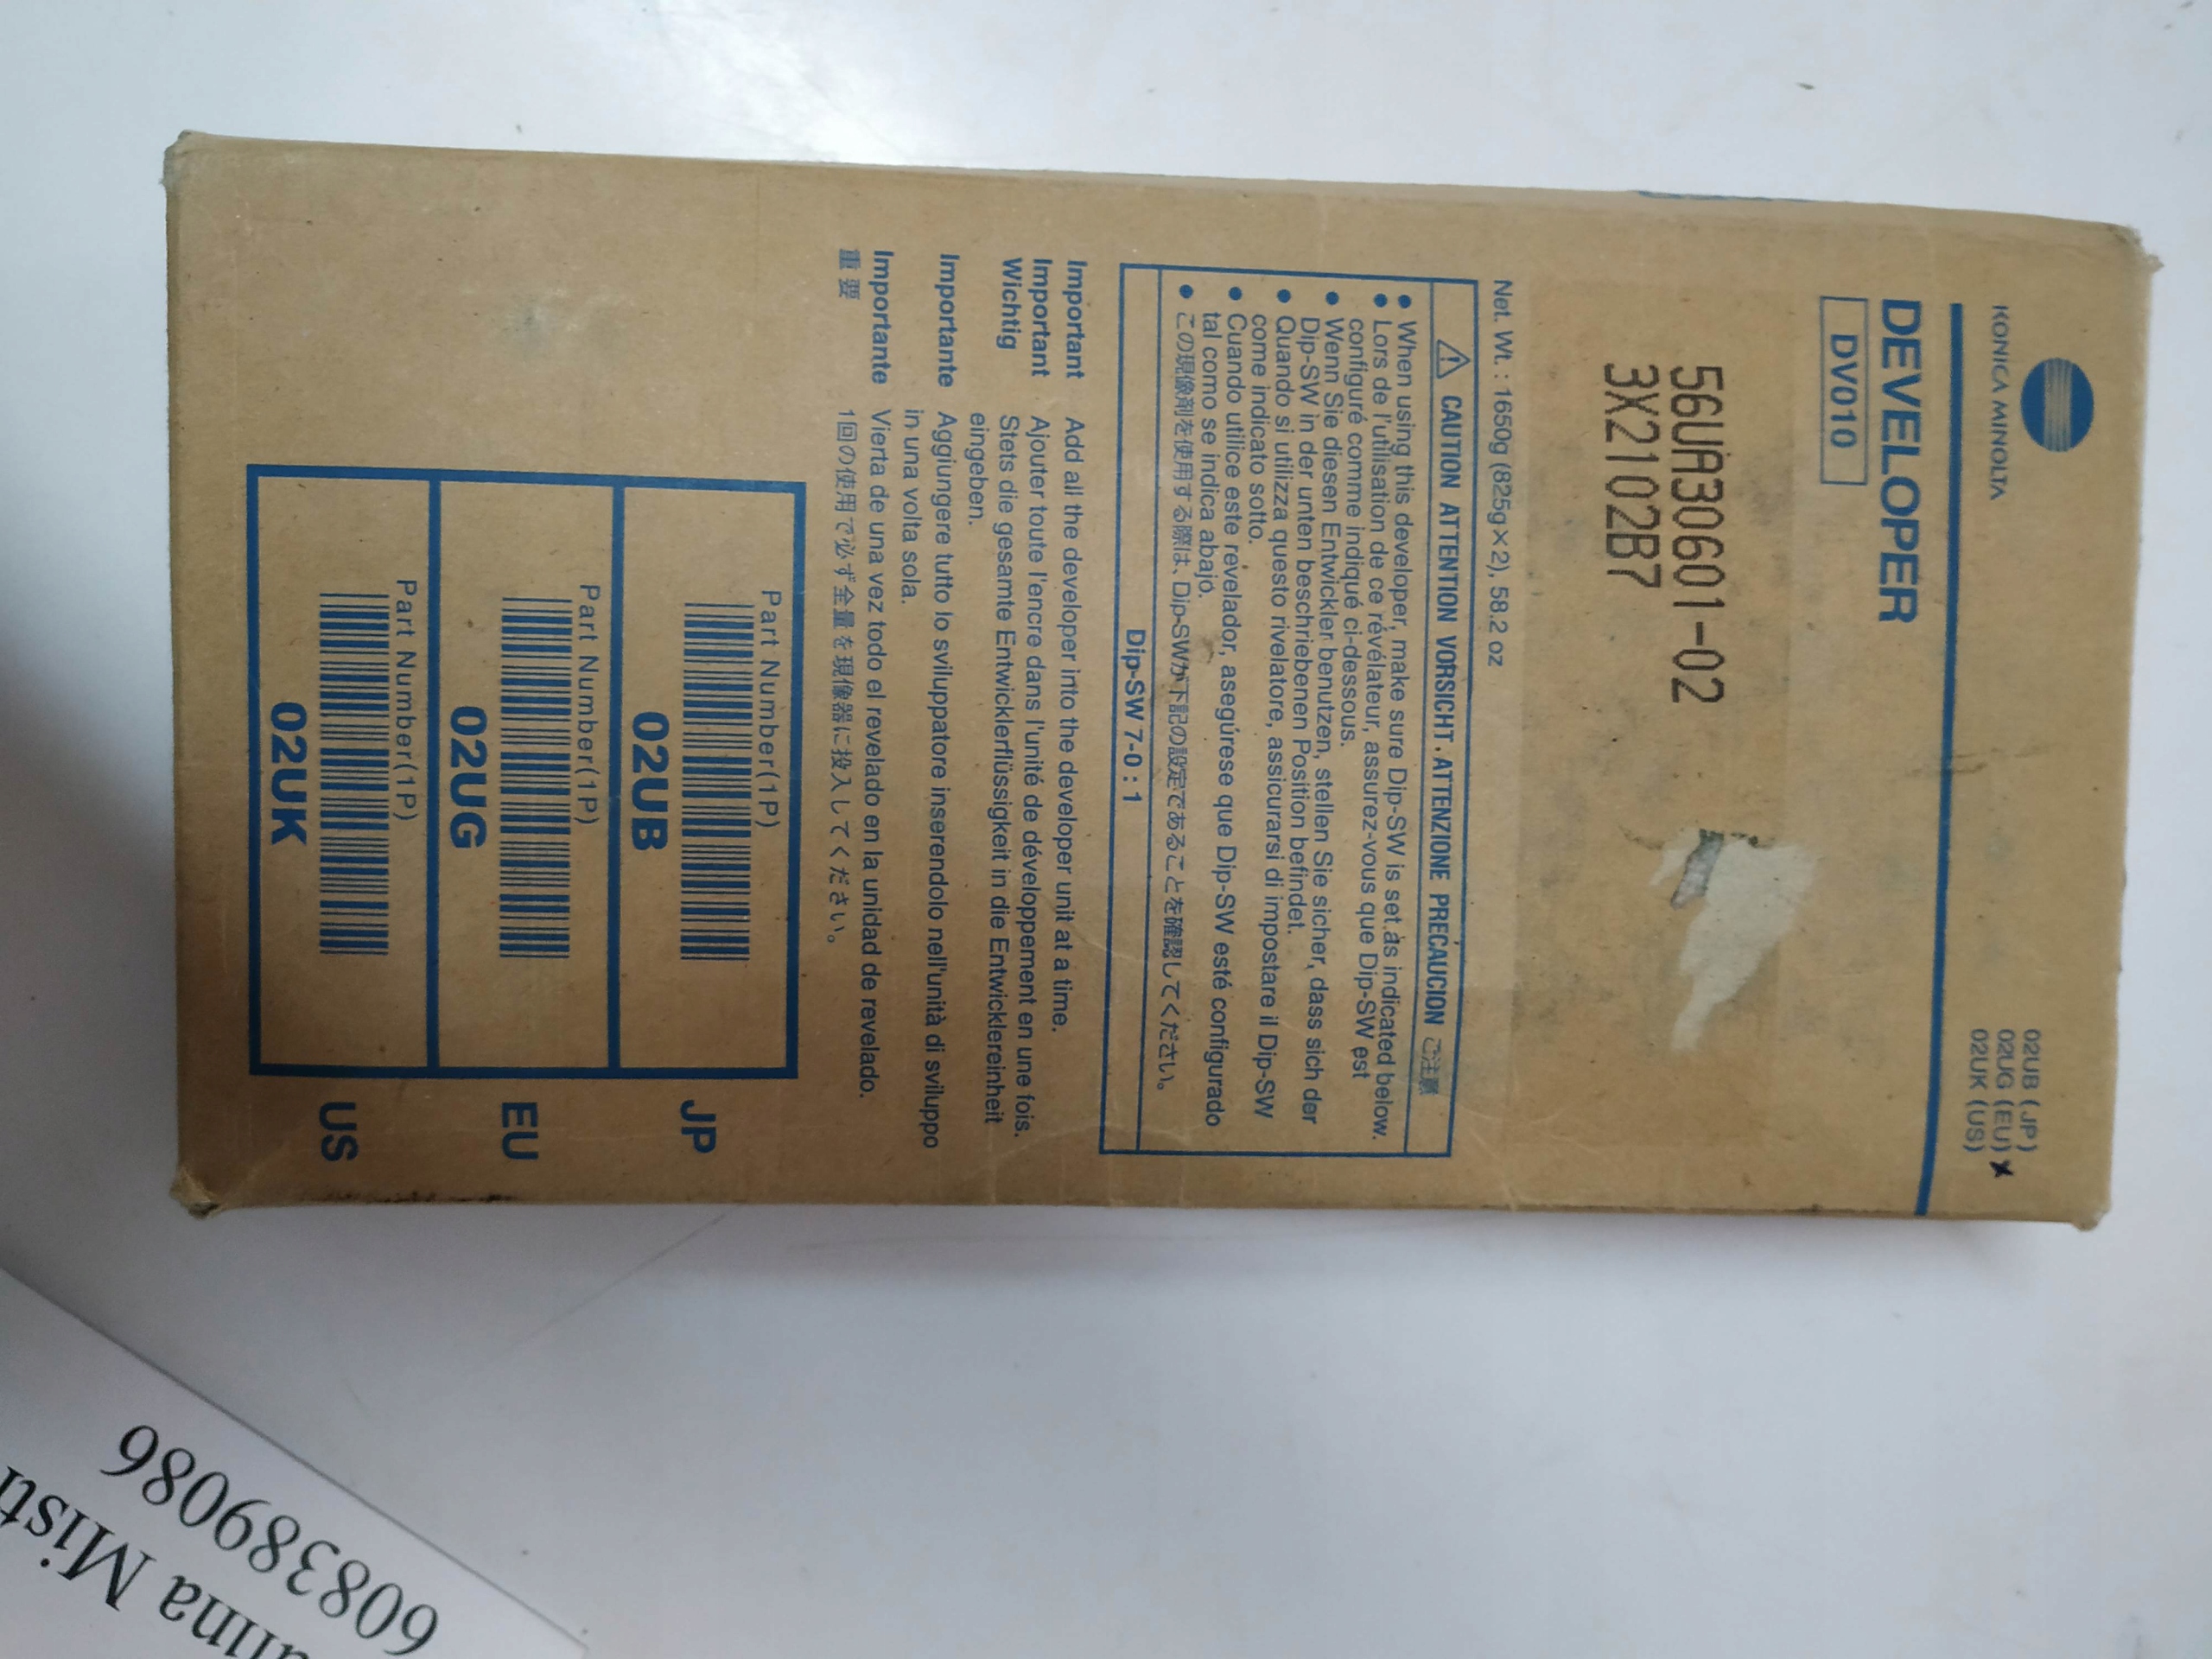 KONICA MINOLTA
02UB (JP)
02UG (EU)
02UK (US)
DEVELOPER
DV010
56UA30601-02
3X2102B7
Net. Wt. : 1650g (825g×2), 58.2 oz
CAUTION ATTENTION VORSICHT ATTENZIONE PRECAUCION ご注意
● When using this developer, make sure Dip-SW is set as indicated below.
● Lors de l'utilisation de ce révélateur, assurez-vous que Dip-SW est
configuré comme indiqué ci-dessous.
● Wenn Sie diesen Entwickler benutzen, stellen Sie sicher, dass sich der
Dip-SW in der unten beschriebenen Position befindet.
● Quando si utilizza questo rivelatore, assicurarsi di impostare il Dip-SW
come indicato sotto.
● Cuando utilice este revelador, asegúrese que Dip-SW esté configurado
tal como se indica abajo.
● この現像剤を使用する際は、Dip-SWが下記の設定であることを確認してください。
Dip-SW 7-0 : 1
Important Add all the developer into the developer unit at a time.
Important Ajouter toute l'encre dans l'unité de développement en une fois.
Wichtig Stets die gesamte Entwicklerflüssigkeit in die Entwicklereinheit
eingeben.
Importante Aggiungere tutto lo sviluppatore inserendolo nell'unità di sviluppo
in una volta sola.
Importante Vierta de una vez todo el revelado en la unidad de revelado.
重要 1回の使用で必ず全量を現像器に投入してください。
Part Number(1P)
02UB
JP
Part Number(1P)
02UG
EU
Part Number(1P)
02UK
US
6083890​86